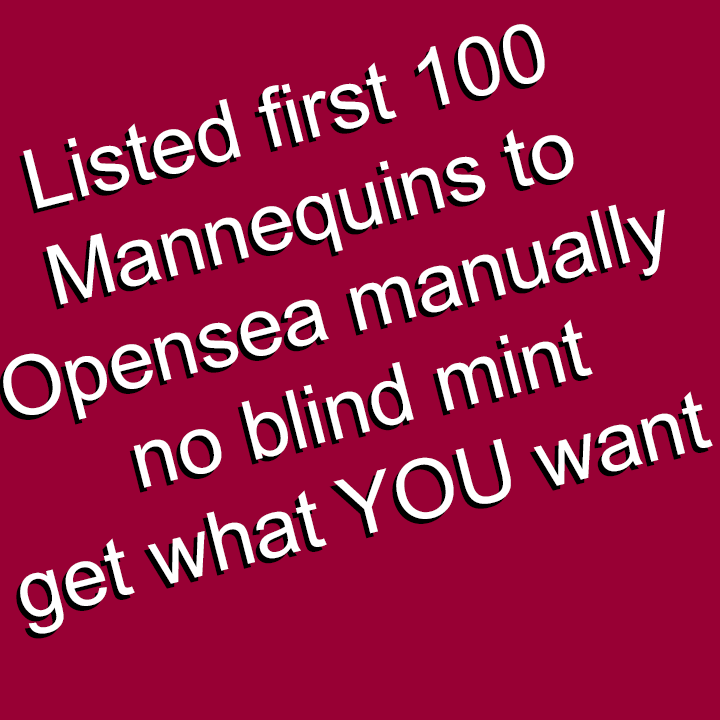 Listed first 100
Mannequins to
Opensea manually
no blind mint
get what YOU want